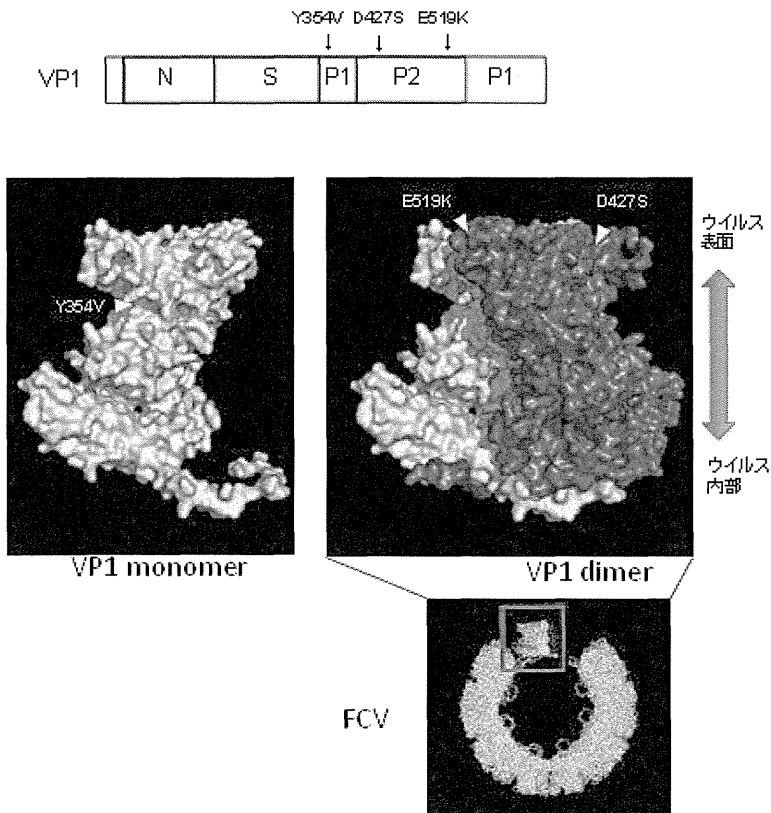 Y354V D427S E519K
VP1 N S P1 P2 P1
E519K D427S
ウイルス
表面
Y354V
ウイルス
内部
VP1 monomer VP1 dimer
FCV